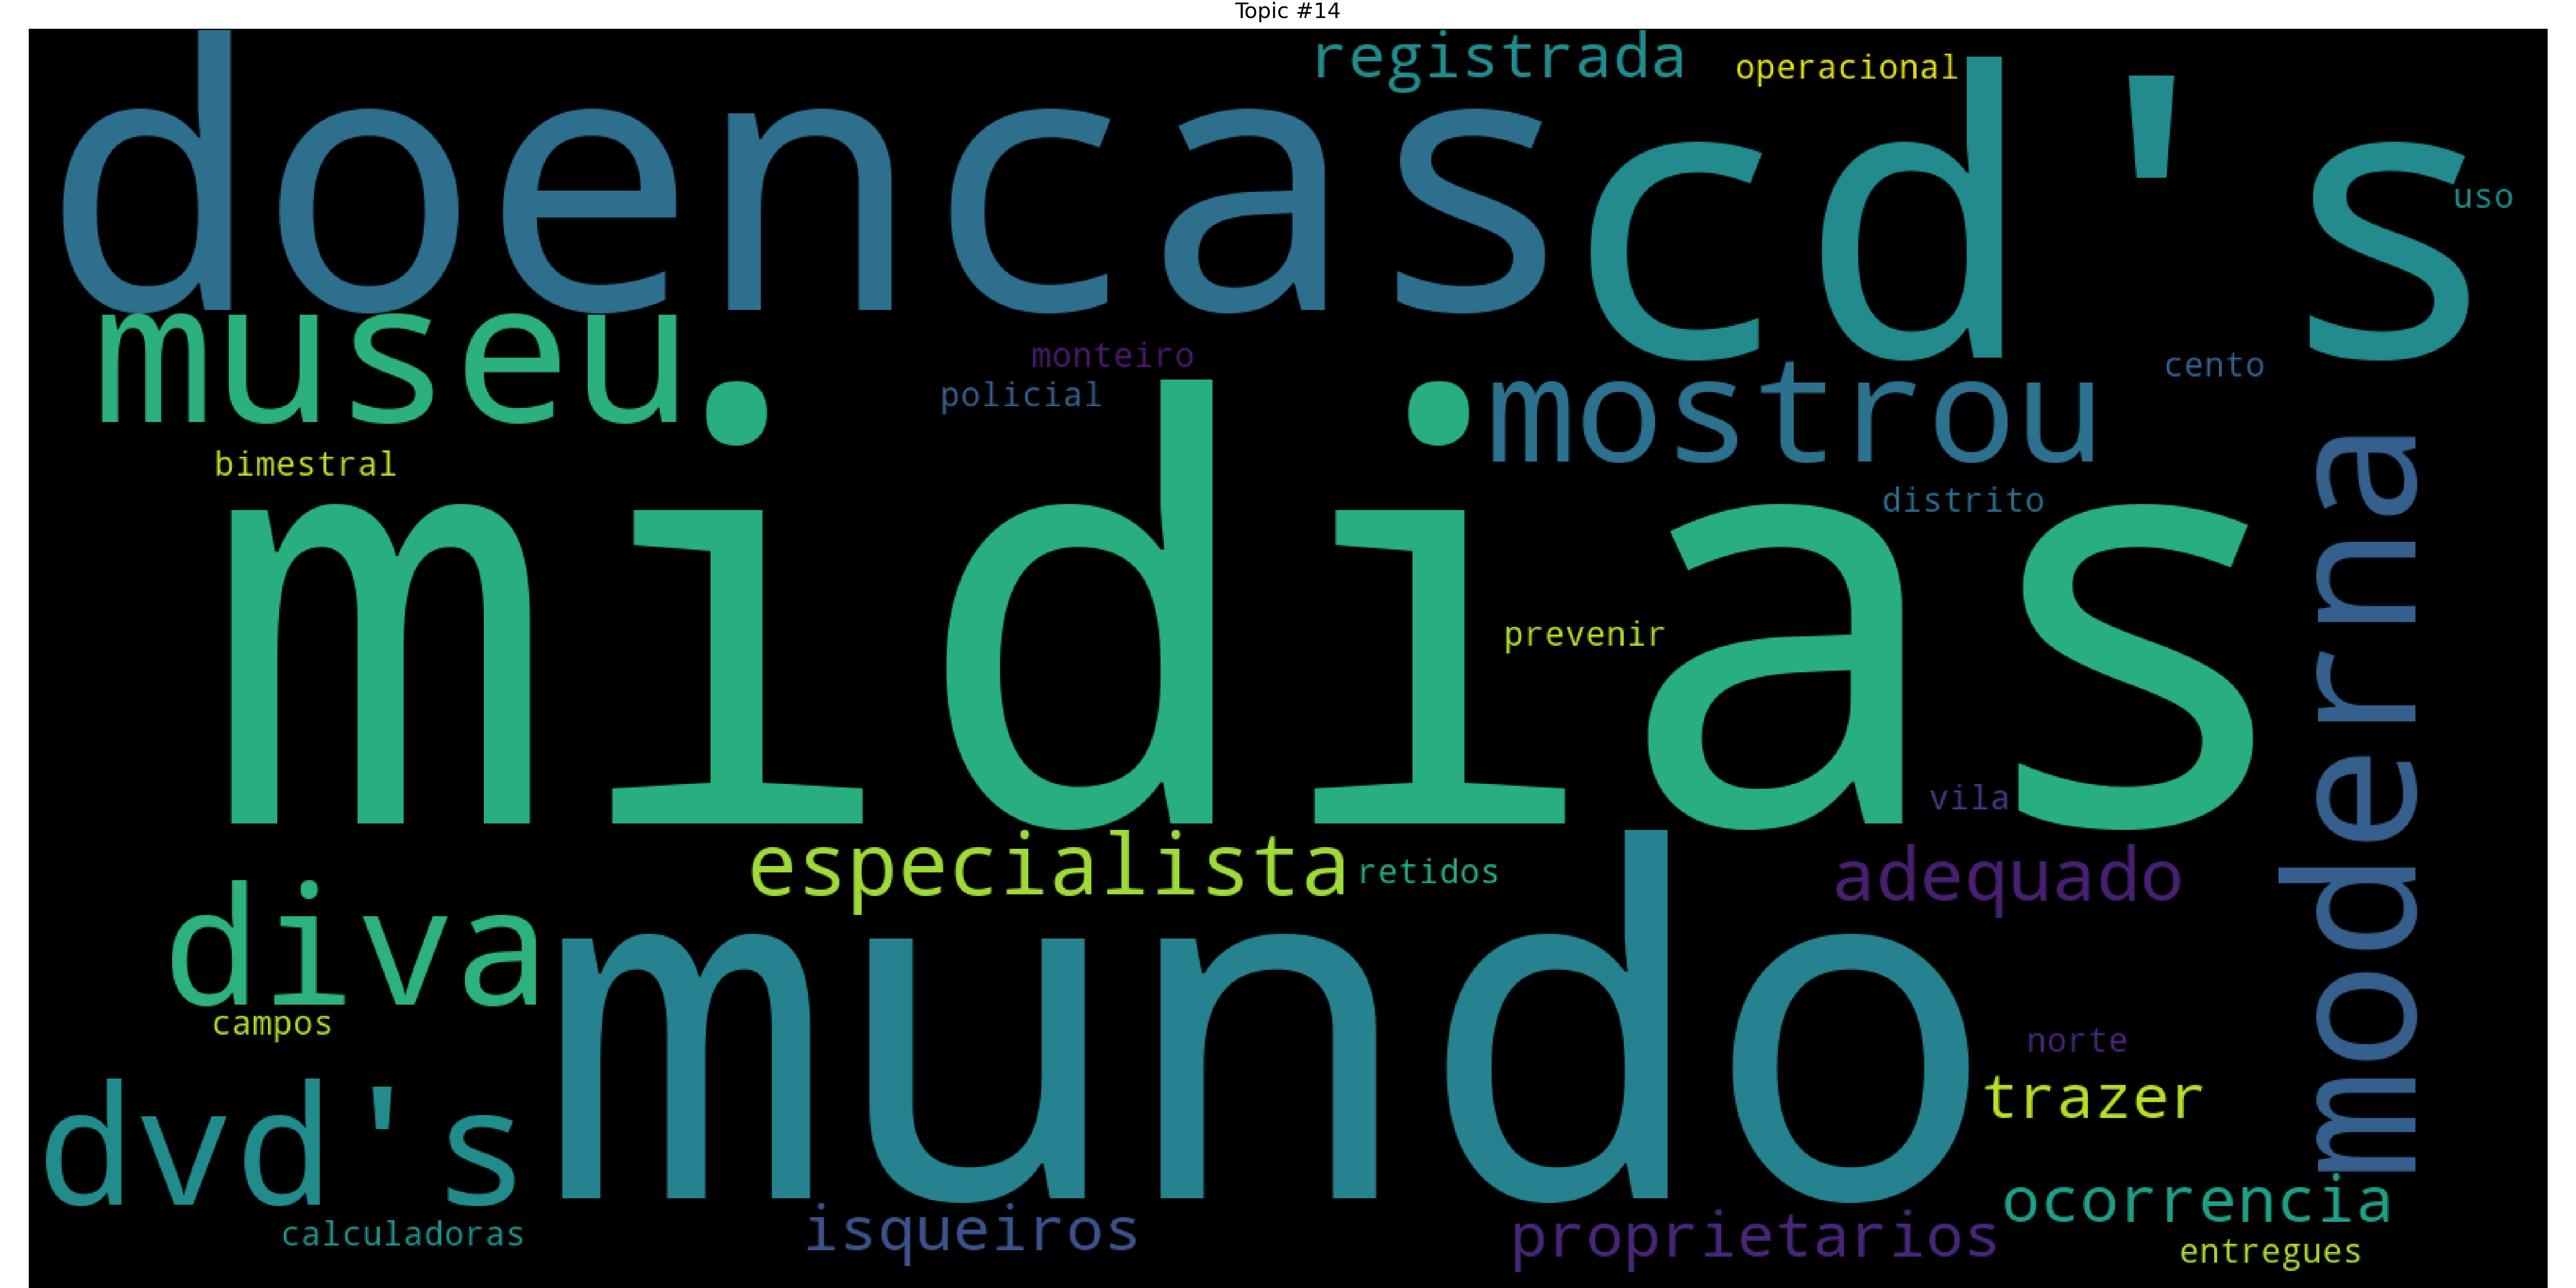 Topic #14
registrada
operacional
doencas
cd's
uso
museu
monteiro
policial
mostrou
cento
bimestral
distrito
midias
moderna
prevenir
vila
especialista
retidos
adequado
diva
campos
mundo
norte
trazer
dvd's
calculadoras
isqueiros
proprietarios
ocorrencia
entregues